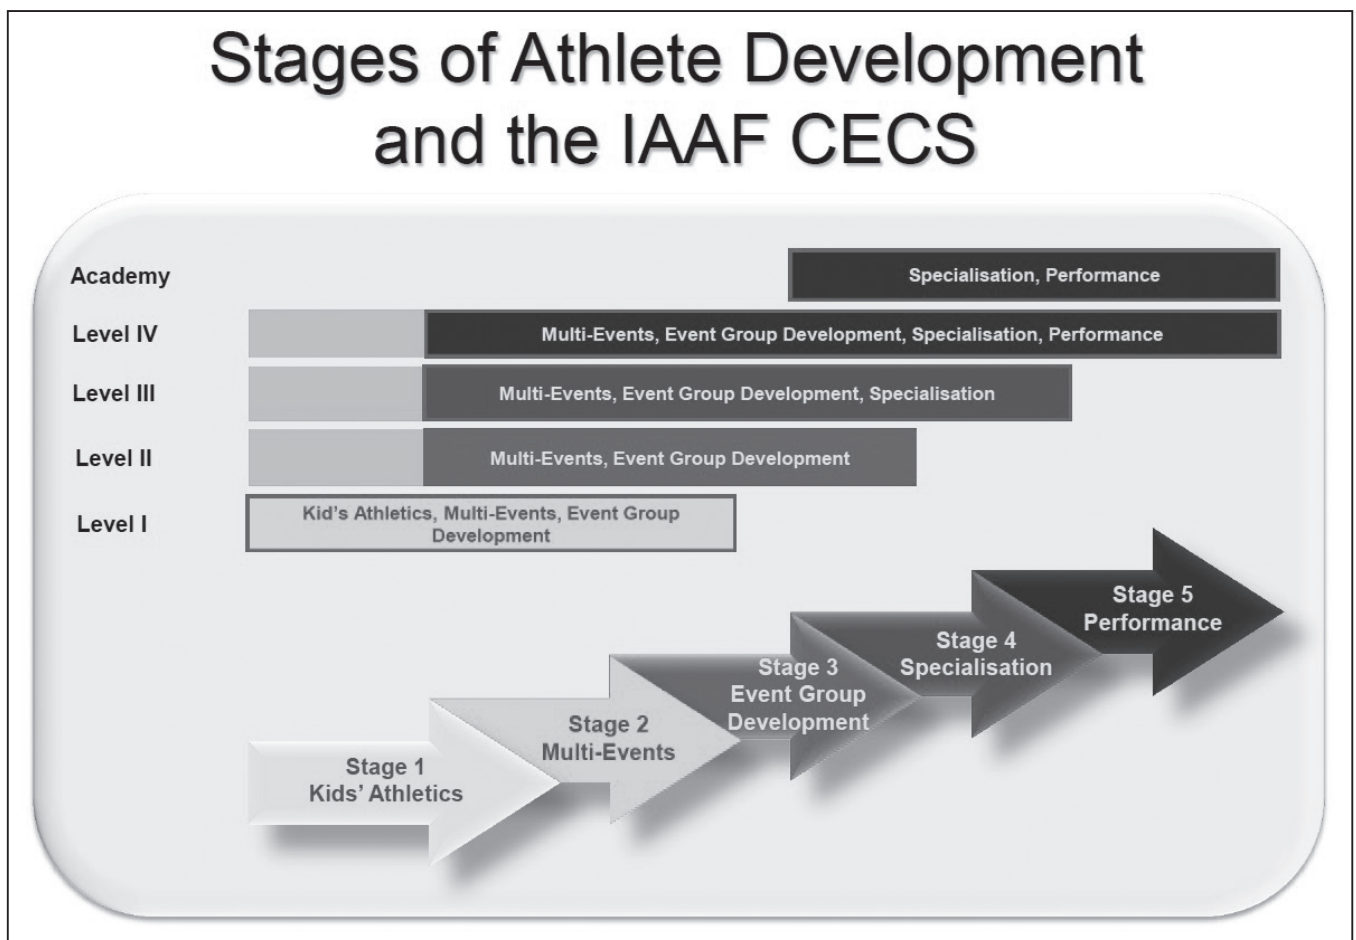 Stages of Athlete Development
and the IAAF CECS
Academy
Specialisation, Performance
Level IV
Multi-Events, Event Group Development, Specialisation, Performance
Level III
Multi-Events, Event Group Development, Specialisation
Level II
Multi-Events, Event Group Development
Level I
Kid's Athletics, Multi-Events, Event Group
Development
Stage 5
Performance
Stage 4
Specialisation
Stage 3
Event Group
Development
Stage 2
Multi-Events
Stage 1
Kids' Athletics